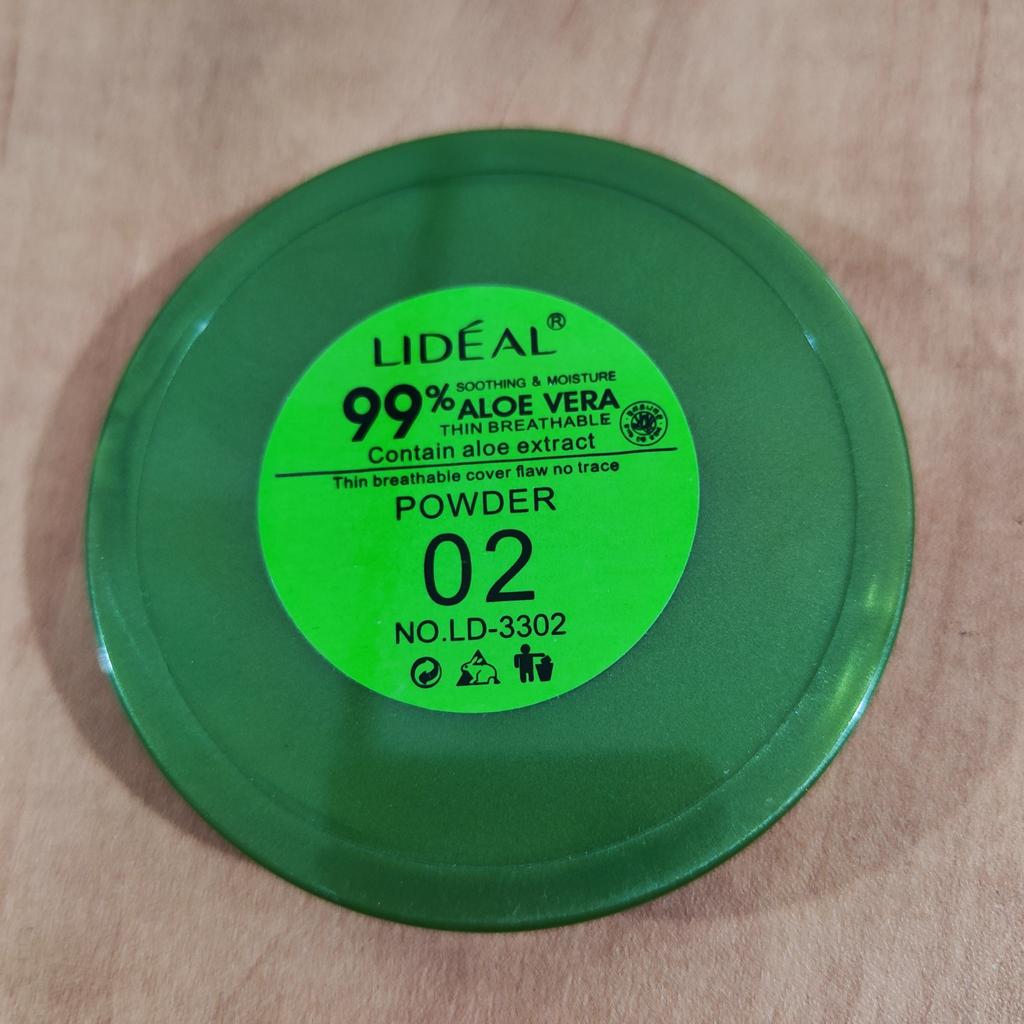 LIDÉAL®
99% SOOTHING & MOISTURE
ALOE VERA
THIN BREATHABLE
Contain aloe extract
Thin breathable cover flaw no trace
POWDER
02
NO.LD-3302